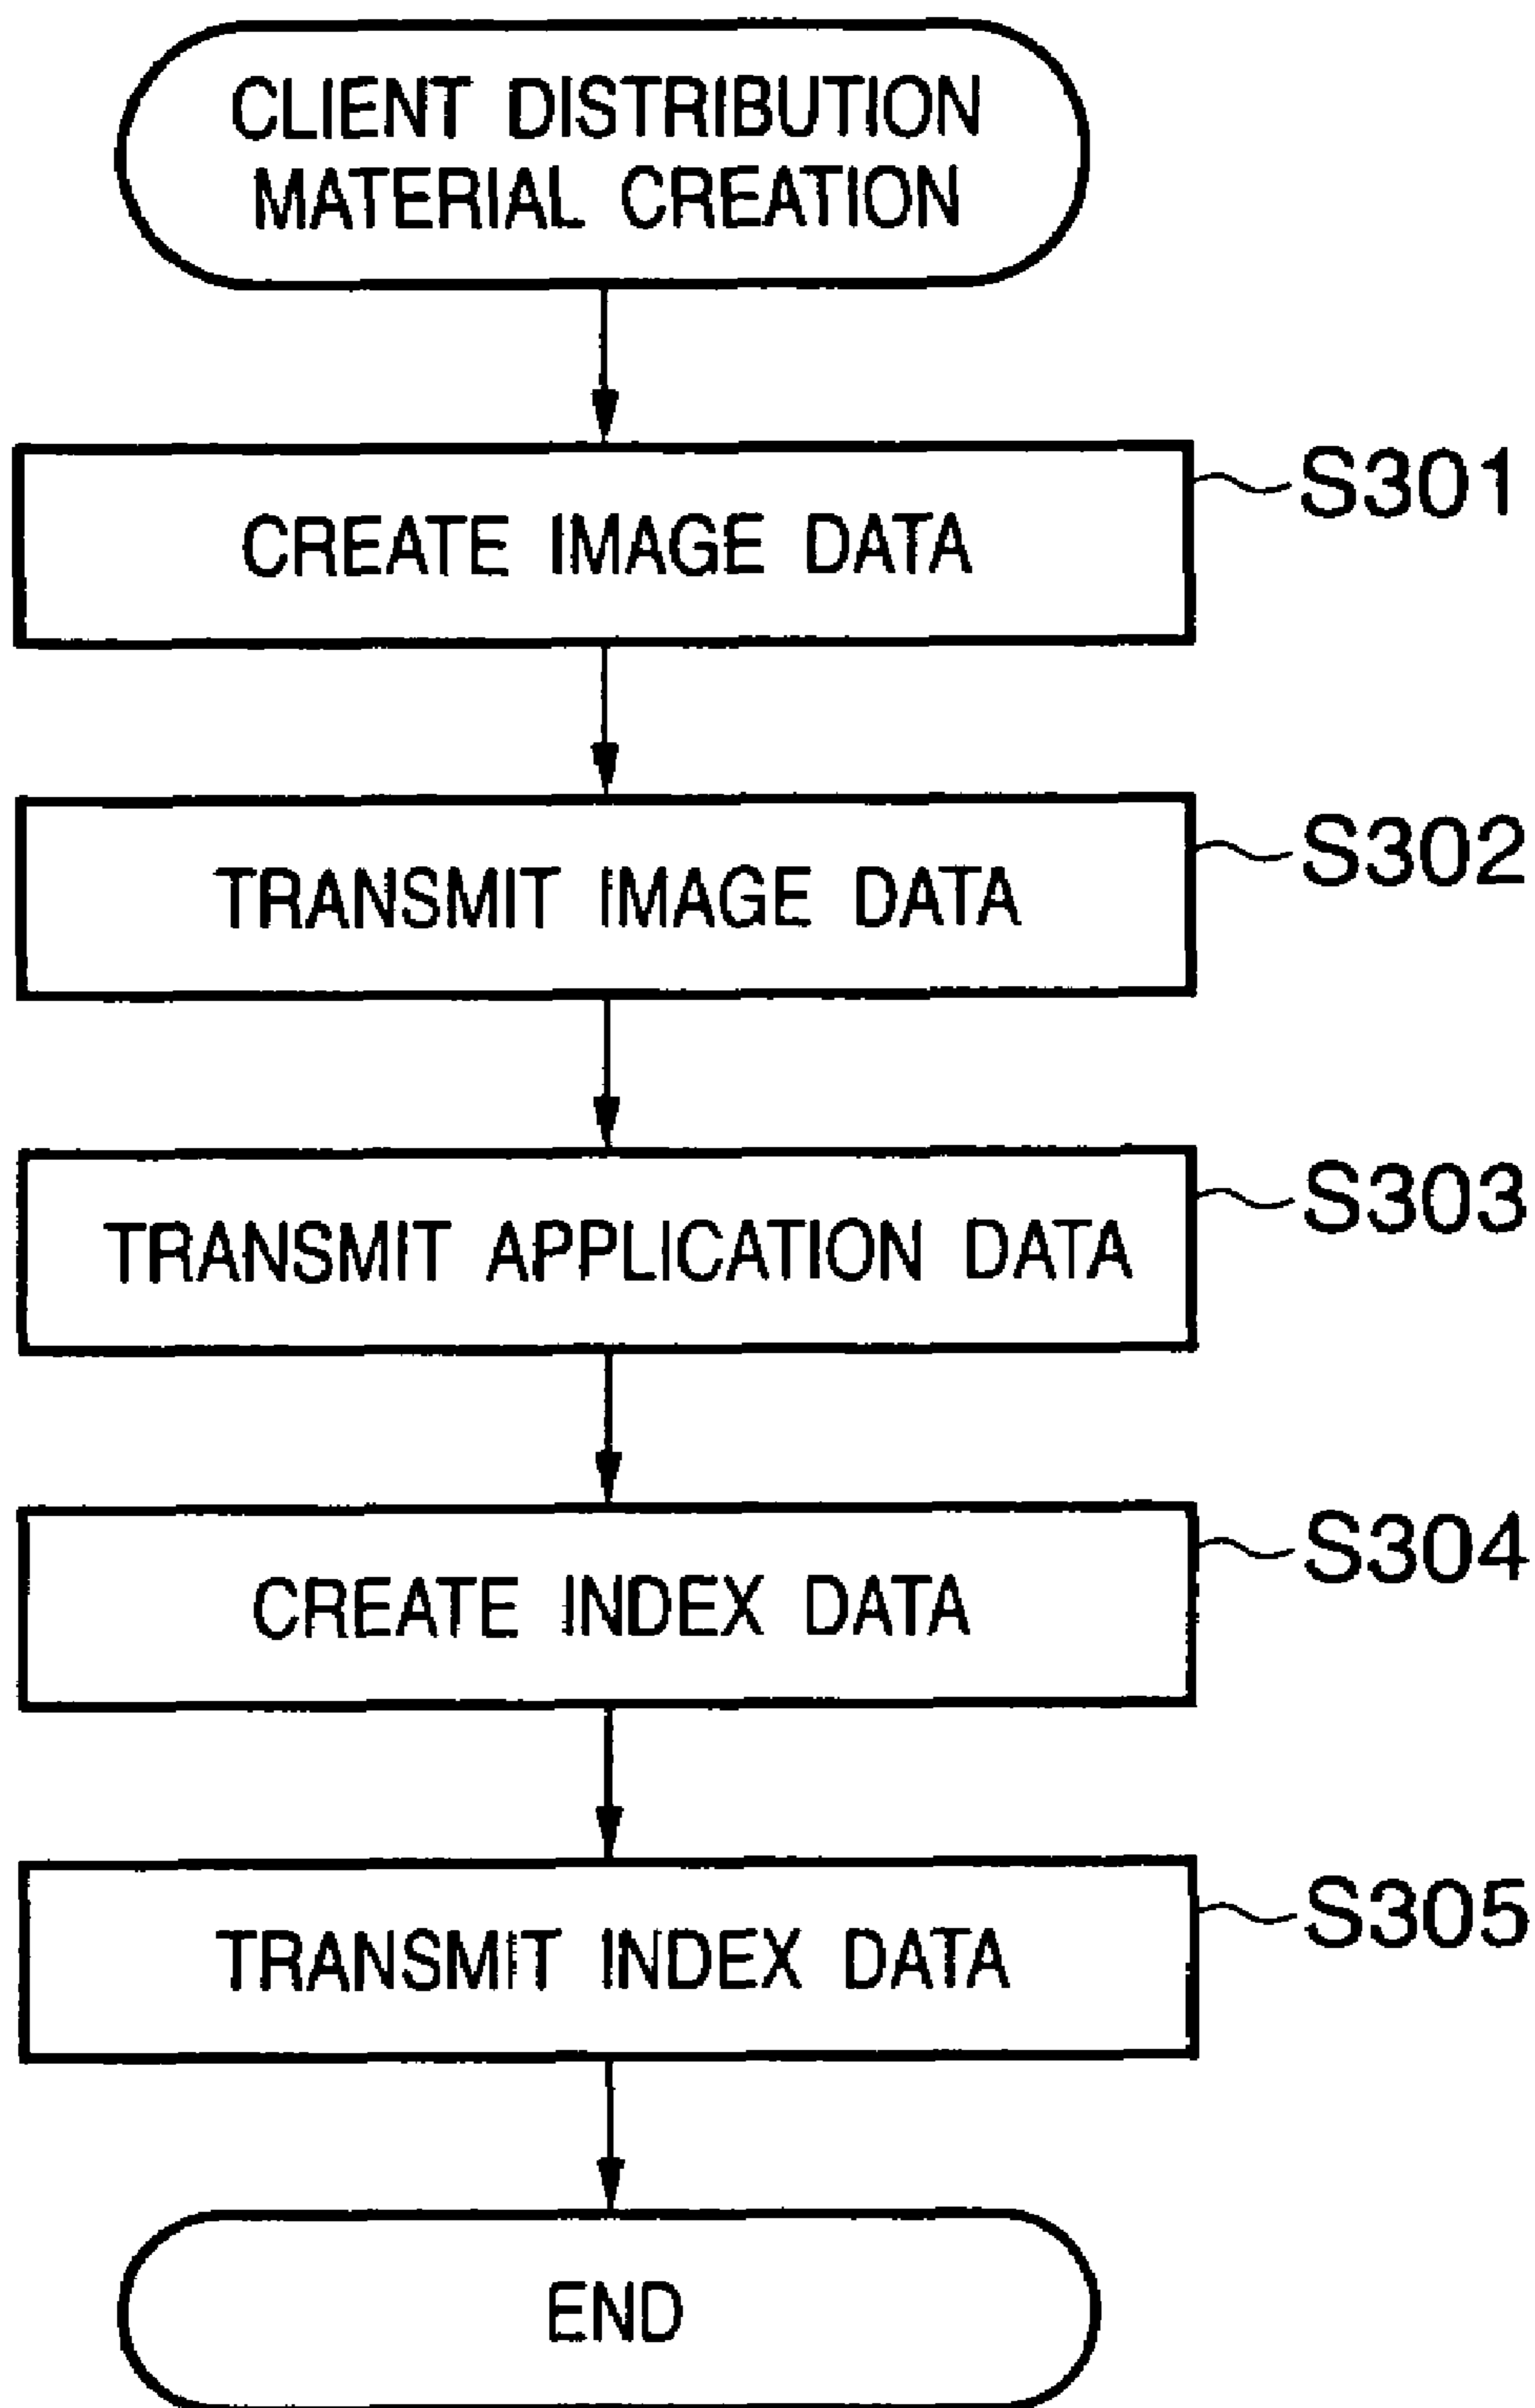 CLIENT DISTRIBUTION
MATERIAL CREATION
CREATE IMAGE DATA
S301
TRANSMIT IMAGE DATA
S302
TRANSMIT APPLICATION DATA
S303
CREATE INDEX DATA
S304
TRANSMIT INDEX DATA
S305
END